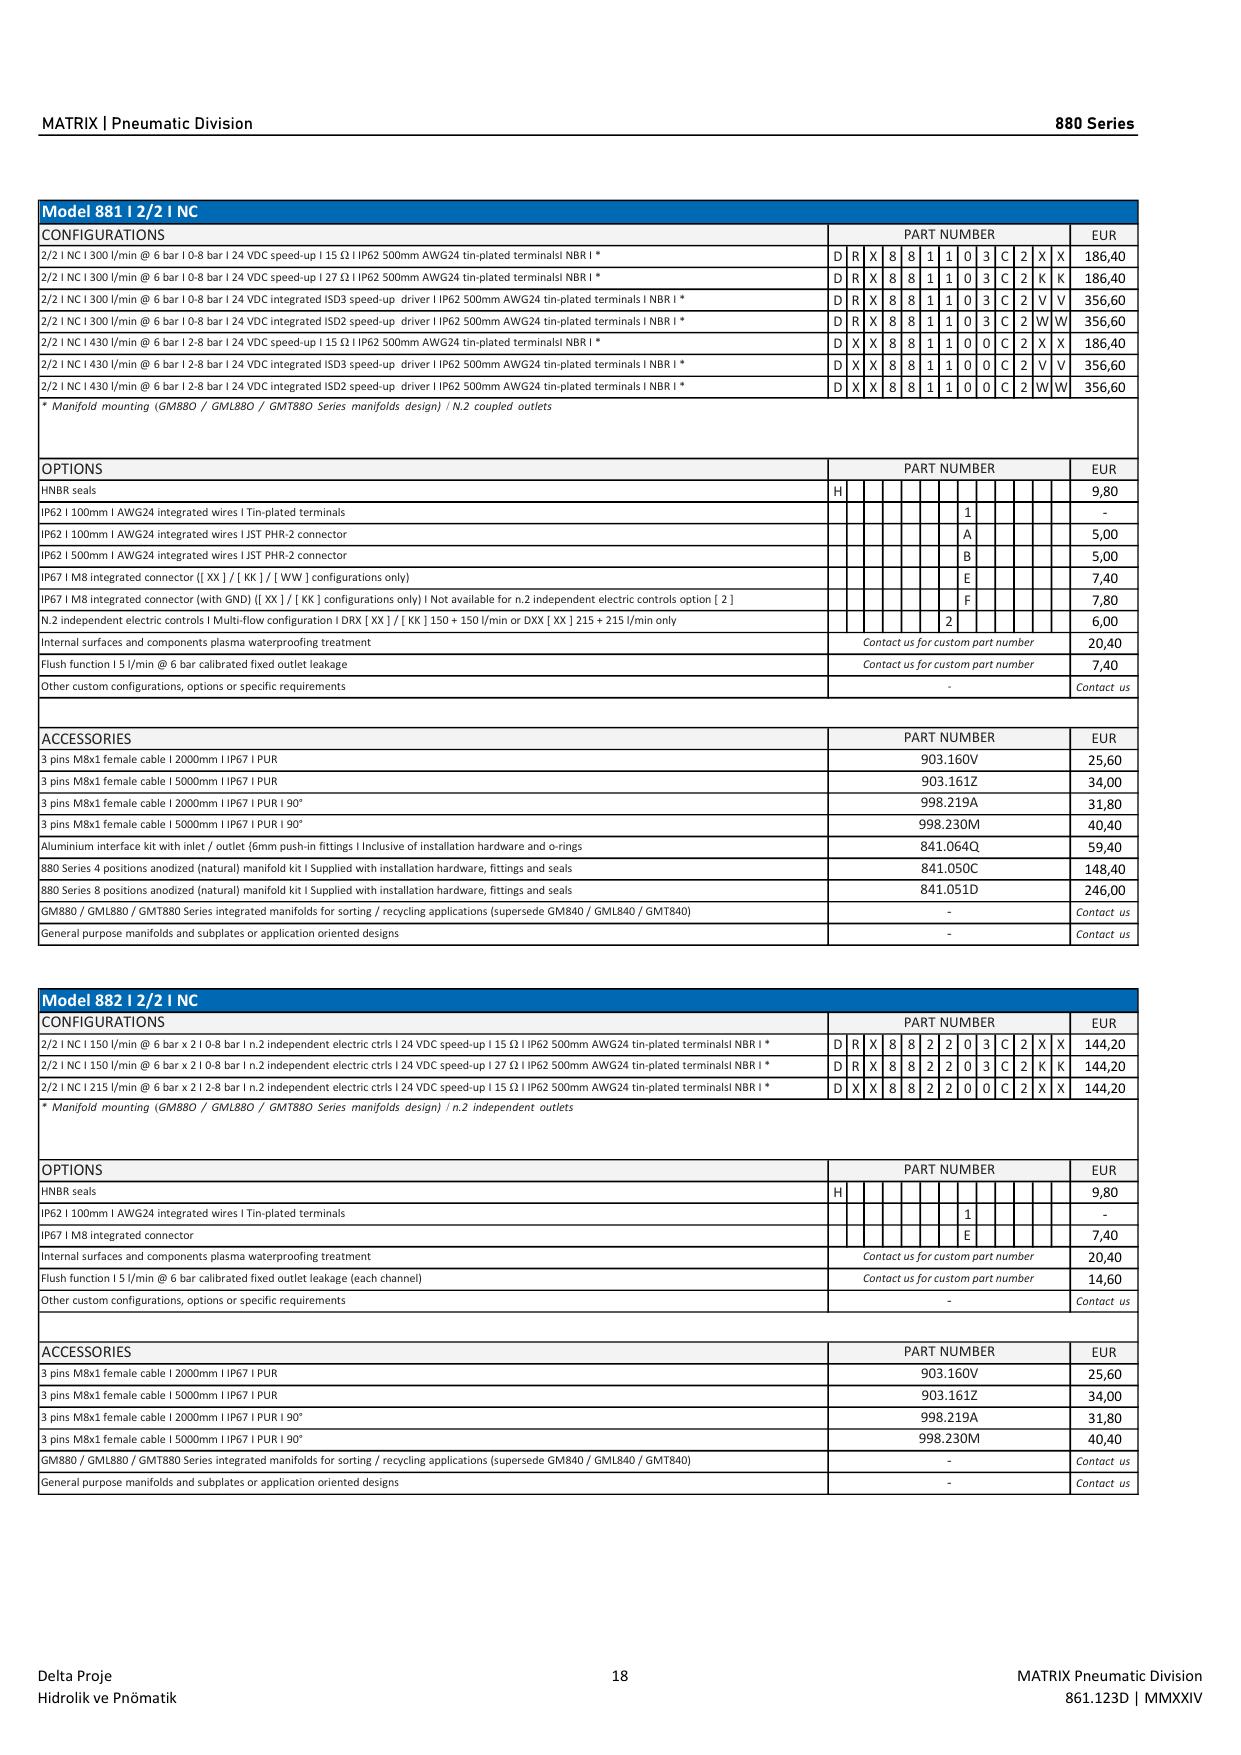 MATRIX | Pneumatic Division 880 Series
Model 881 I 2/2 I NC
CONFIGURATIONS PART NUMBER EUR
2/2 I NC I 300 l/min @ 6 bar I 0-8 bar I 24 VDC speed-up I 15 Ω I IP62 500mm AWG24 tin-plated terminalsI NBR I * D R X 8 8 1 1 0 3 C 2 X X 186,40
2/2 I NC I 300 l/min @ 6 bar I 0-8 bar I 24 VDC speed-up I 27 Ω I IP62 500mm AWG24 tin-plated terminalsI NBR I * D R X 8 8 1 1 0 3 C 2 K K 186,40
2/2 I NC I 300 l/min @ 6 bar I 0-8 bar I 24 VDC integrated ISD3 speed-up driver I IP62 500mm AWG24 tin-plated terminals I NBR I * D R X 8 8 1 1 0 3 C 2 V V 356,60
2/2 I NC I 300 l/min @ 6 bar I 0-8 bar I 24 VDC integrated ISD2 speed-up driver I IP62 500mm AWG24 tin-plated terminals I NBR I * D R X 8 8 1 1 0 3 C 2 W W 356,60
2/2 I NC I 430 l/min @ 6 bar I 2-8 bar I 24 VDC speed-up I 15 Ω I IP62 500mm AWG24 tin-plated terminalsI NBR I * D X X 8 8 1 1 0 0 C 2 X X 186,40
2/2 I NC I 430 l/min @ 6 bar I 2-8 bar I 24 VDC integrated ISD3 speed-up driver I IP62 500mm AWG24 tin-plated terminals I NBR I * D X X 8 8 1 1 0 0 C 2 V V 356,60
2/2 I NC I 430 l/min @ 6 bar I 2-8 bar I 24 VDC integrated ISD2 speed-up driver I IP62 500mm AWG24 tin-plated terminals I NBR I * D X X 8 8 1 1 0 0 C 2 W W 356,60
* Manifold mounting (GM88O / GML88O / GMT88O Series manifolds design) / N.2 coupled outlets
OPTIONS PART NUMBER EUR
HNBR seals H 9,80
IP62 I 100mm I AWG24 integrated wires I Tin-plated terminals 1 -
IP62 I 100mm I AWG24 integrated wires I JST PHR-2 connector A 5,00
IP62 I 500mm I AWG24 integrated wires I JST PHR-2 connector B 5,00
IP67 I M8 integrated connector ([ XX ] / [ KK ] / [ WW ] configurations only) E 7,40
IP67 I M8 integrated connector (with GND) ([ XX ] / [ KK ] configurations only) I Not available for n.2 independent electric controls option [ 2 ] F 7,80
N.2 independent electric controls I Multi-flow configuration I DRX [ XX ] / [ KK ] 150 + 150 l/min or DXX [ XX ] 215 + 215 l/min only 2 6,00
Internal surfaces and components plasma waterproofing treatment Contact us for custom part number 20,40
Flush function I 5 l/min @ 6 bar calibrated fixed outlet leakage Contact us for custom part number 7,40
Other custom configurations, options or specific requirements - Contact us
ACCESSORIES PART NUMBER EUR
3 pins M8x1 female cable I 2000mm I IP67 I PUR 903.160V 25,60
3 pins M8x1 female cable I 5000mm I IP67 I PUR 903.161Z 34,00
3 pins M8x1 female cable I 2000mm I IP67 I PUR I 90° 998.219A 31,80
3 pins M8x1 female cable I 5000mm I IP67 I PUR I 90° 998.230M 40,40
Aluminium interface kit with inlet / outlet {6mm push-in fittings I Inclusive of installation hardware and o-rings 841.064Q 59,40
880 Series 4 positions anodized (natural) manifold kit I Supplied with installation hardware, fittings and seals 841.050C 148,40
880 Series 8 positions anodized (natural) manifold kit I Supplied with installation hardware, fittings and seals 841.051D 246,00
GM880 / GML880 / GMT880 Series integrated manifolds for sorting / recycling applications (supersede GM840 / GML840 / GMT840) - Contact us
General purpose manifolds and subplates or application oriented designs - Contact us
Model 882 I 2/2 I NC
CONFIGURATIONS PART NUMBER EUR
2/2 I NC I 150 l/min @ 6 bar x 2 I 0-8 bar I n.2 independent electric ctrls I 24 VDC speed-up I 15 Ω I IP62 500mm AWG24 tin-plated terminalsI NBR I * D R X 8 8 2 2 0 3 C 2 X X 144,20
2/2 I NC I 150 l/min @ 6 bar x 2 I 0-8 bar I n.2 independent electric ctrls I 24 VDC speed-up I 27 Ω I IP62 500mm AWG24 tin-plated terminalsI NBR I * D R X 8 8 2 2 0 3 C 2 K K 144,20
2/2 I NC I 215 l/min @ 6 bar x 2 I 2-8 bar I n.2 independent electric ctrls I 24 VDC speed-up I 15 Ω I IP62 500mm AWG24 tin-plated terminalsI NBR I * D X X 8 8 2 2 0 0 C 2 X X 144,20
* Manifold mounting (GM88O / GML88O / GMT88O Series manifolds design) / n.2 independent outlets
OPTIONS PART NUMBER EUR
HNBR seals H 9,80
IP62 I 100mm I AWG24 integrated wires I Tin-plated terminals 1 -
IP67 I M8 integrated connector E 7,40
Internal surfaces and components plasma waterproofing treatment Contact us for custom part number 20,40
Flush function I 5 l/min @ 6 bar calibrated fixed outlet leakage (each channel) Contact us for custom part number 14,60
Other custom configurations, options or specific requirements - Contact us
ACCESSORIES PART NUMBER EUR
3 pins M8x1 female cable I 2000mm I IP67 I PUR 903.160V 25,60
3 pins M8x1 female cable I 5000mm I IP67 I PUR 903.161Z 34,00
3 pins M8x1 female cable I 2000mm I IP67 I PUR I 90° 998.219A 31,80
3 pins M8x1 female cable I 5000mm I IP67 I PUR I 90° 998.230M 40,40
GM880 / GML880 / GMT880 Series integrated manifolds for sorting / recycling applications (supersede GM840 / GML840 / GMT840) - Contact us
General purpose manifolds and subplates or application oriented designs - Contact us
Delta Proje 18 MATRIX Pneumatic Division
Hidrolik ve Pnömatik 861.123D | MMXXIV